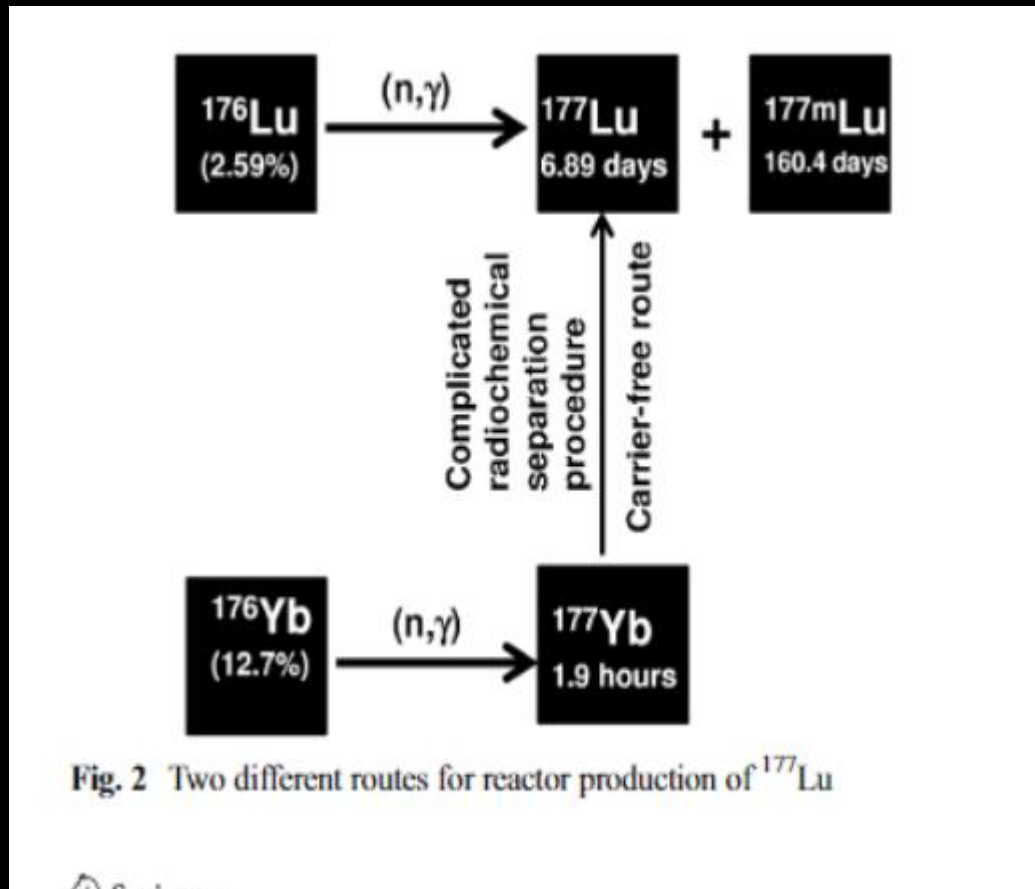 (n,γ)
176Lu
(2.59%)
177Lu
6.89 days
+
177mLu
160.4 days
Complicated
radiochemical
separation
procedure
Carrier-free route
176Yb
(12.7%)
(n,γ)
177Yb
1.9 hours
Fig. 2 Two different routes for reactor production of 177Lu